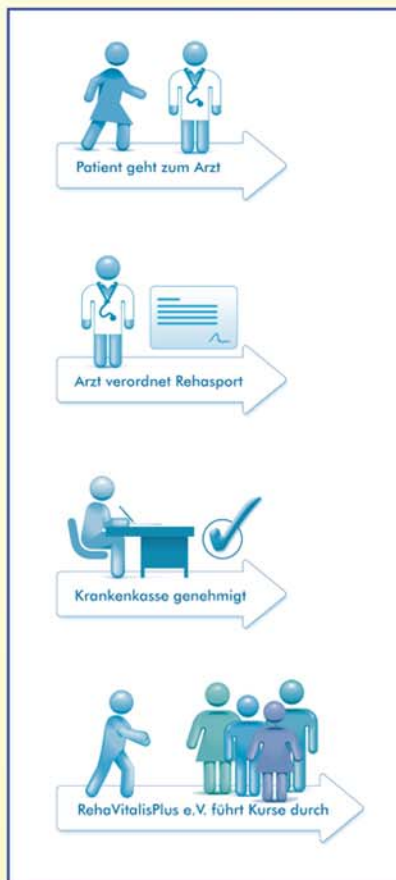 Patient geht zum Arzt
Arzt verordnet Rehasport
Krankenkasse genehmigt
RehaVitalisPlus e.V. führt Kurse durch